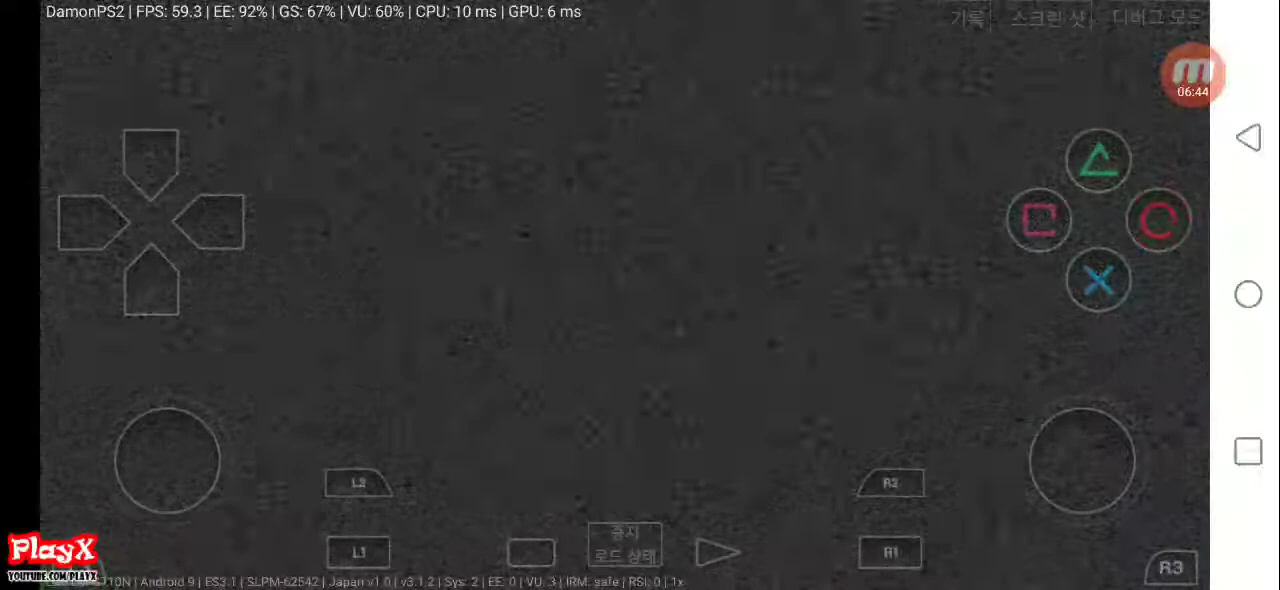 DamonPS2 | FPS: 59.3 | EE: 92% | GS: 67% | VU: 60% | CPU: 10 ms | GPU: 6 ms
기록| 스크린 샷| 디버그 모드
06:44
L2
R2
중지
로드 상태
L1
R1
R3
PlayX
YOUTUBE.COM/PLAYX
10N | Android 9 | ES3.1 | SLPM-62542 | Japan v1.0 | v3.1.2 | Sys: 2 | EE: 0 | VU: 3 | IRM: safe | RSI: 0 | 1x